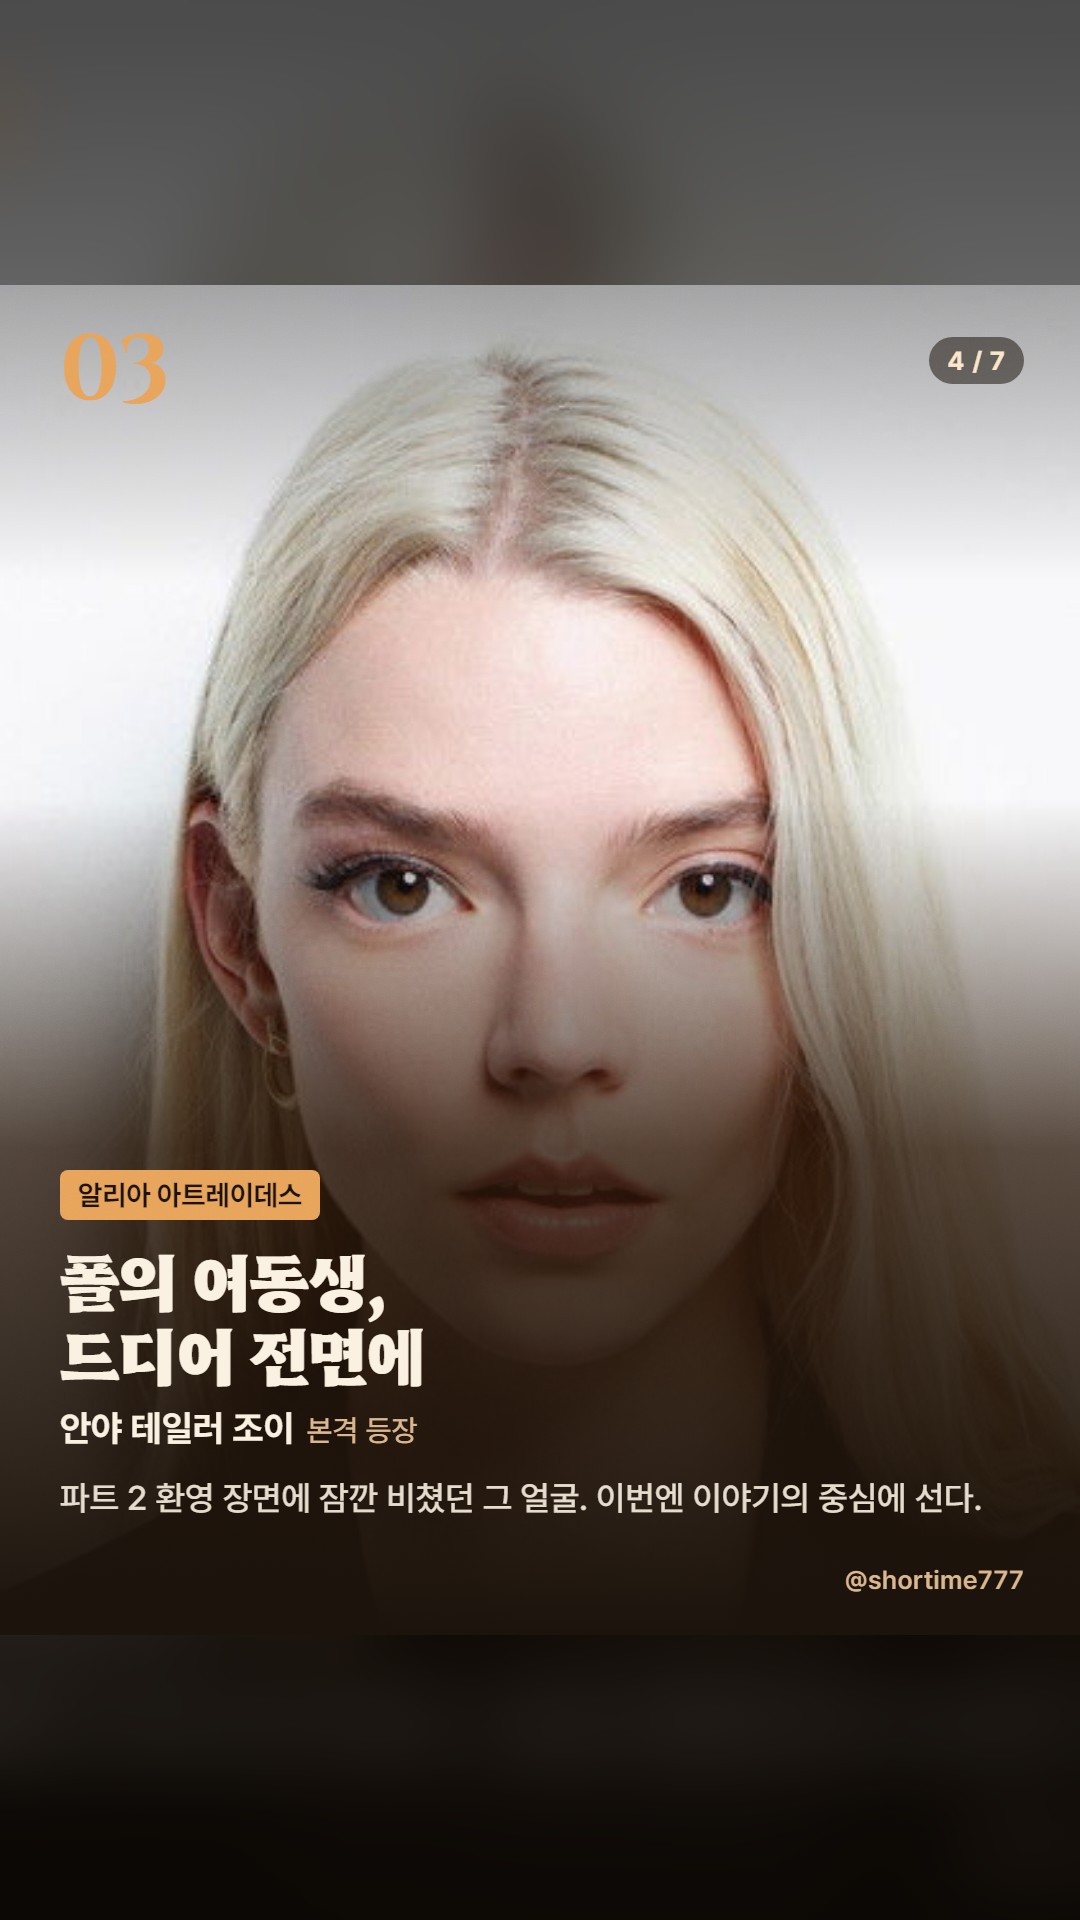 03
4 / 7
알리아 아트레이데스
폴의 여동생,
드디어 전면에
안야 테일러 조이 본격 등장
파트 2 환영 장면에 잠깐 비쳤던 그 얼굴. 이번엔 이야기의 중심에 선다.
@shortime777